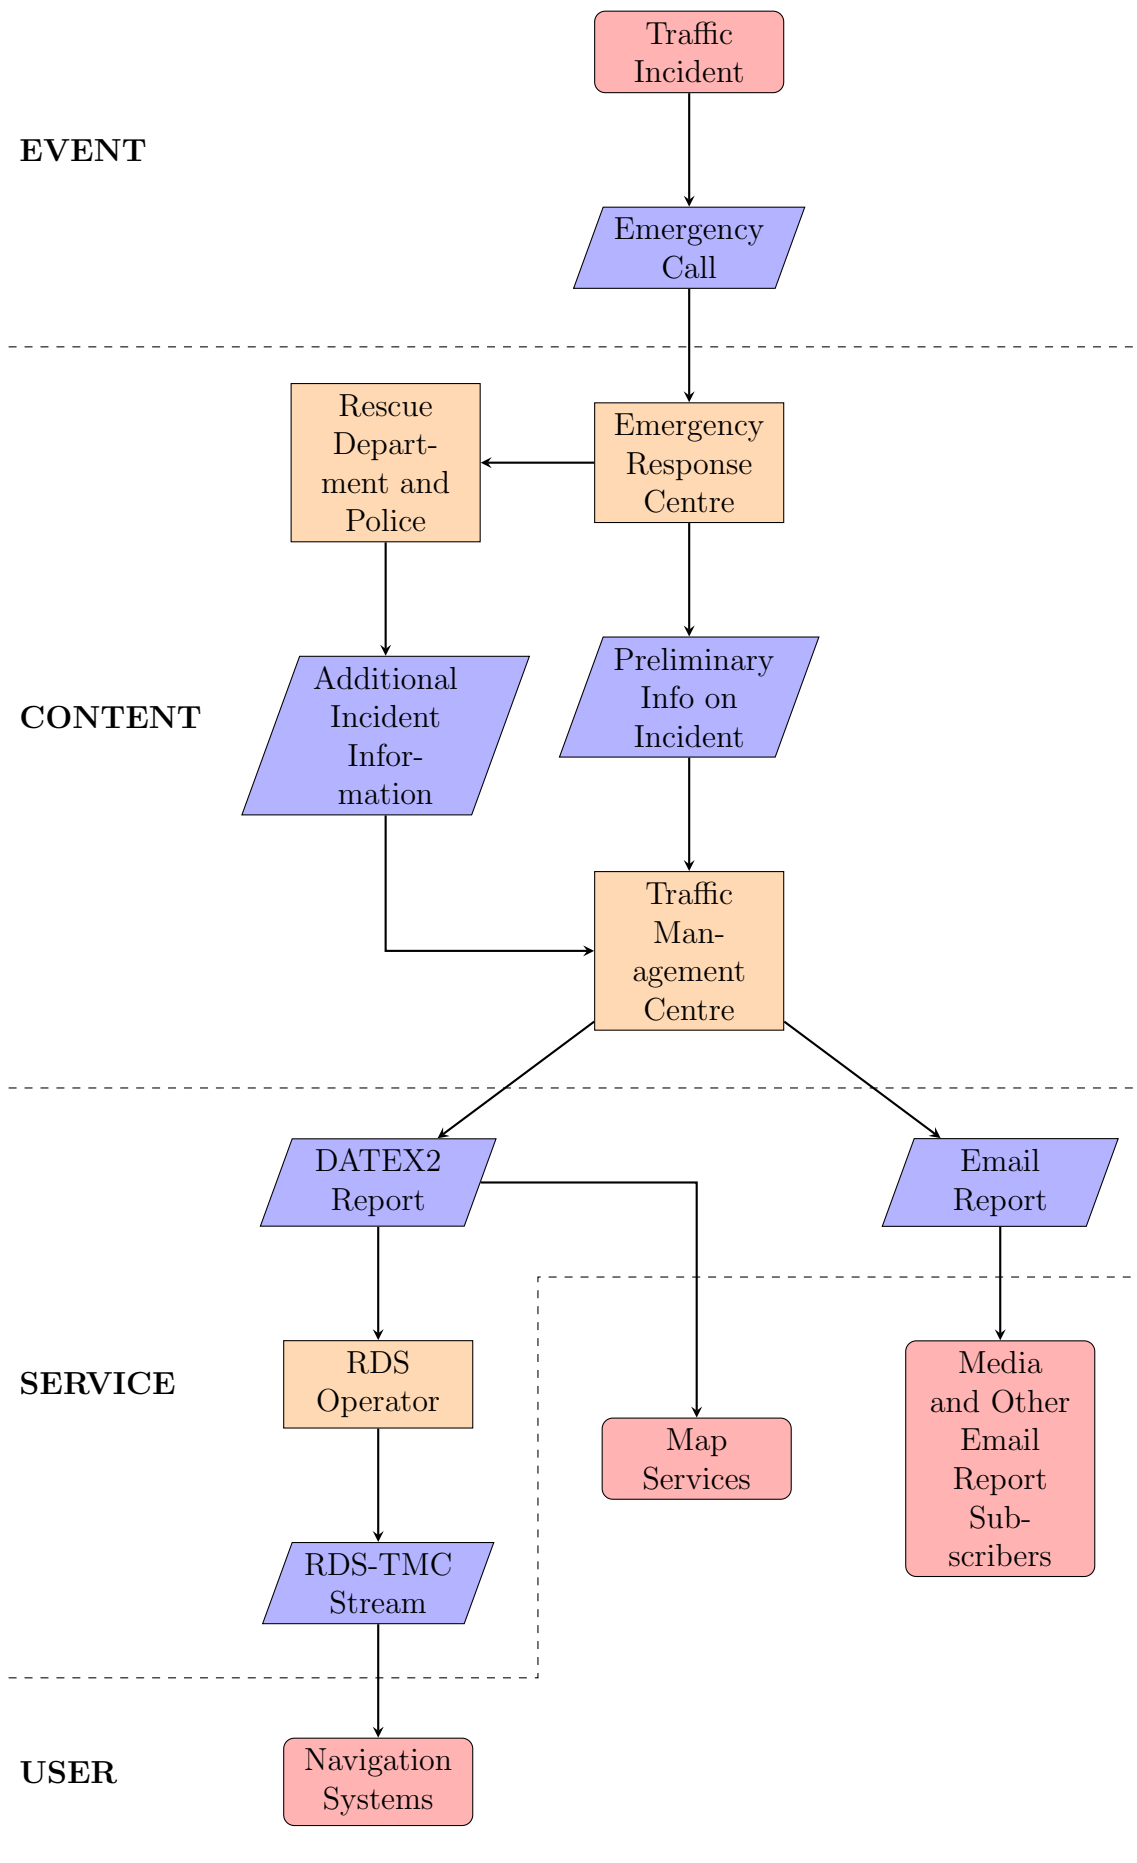 Traffic
Incident
EVENT
Emergency
Call
Rescue
Depart-
ment and
Police
Emergency
Response
Centre
Additional
Incident
Infor-
mation
Preliminary
Info on
Incident
CONTENT
Traffic
Man-
agement
Centre
DATEX2
Report
Email
Report
SERVICE
RDS
Operator
Map
Services
Media
and Other
Email
Report
Sub-
scribers
RDS-TMC
Stream
USER
Navigation
Systems